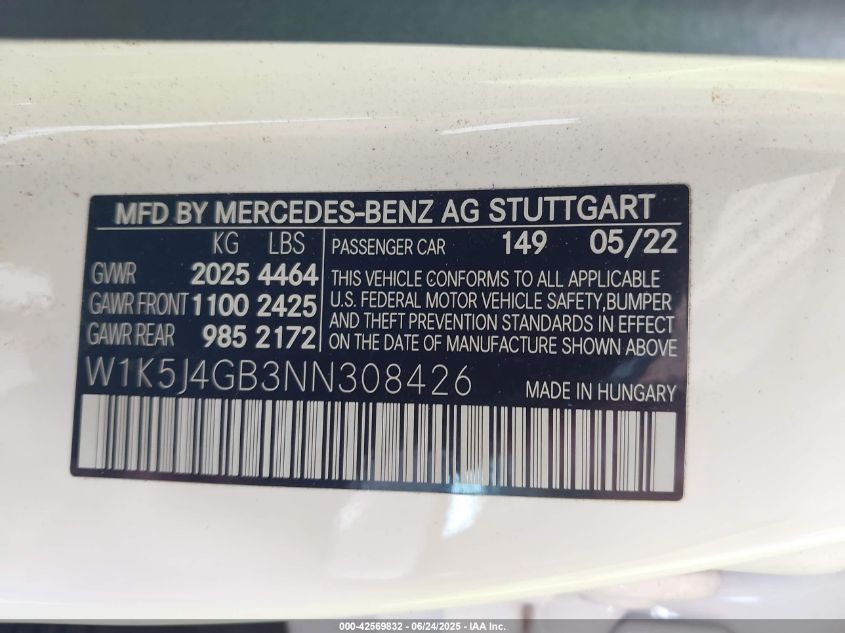 MFD BY MERCEDES-BENZ AG STUTTGART
KG LBS
GVWR 2025 4464
GAWR FRONT 1100 2425
GAWR REAR 985 2172
PASSENGER CAR 149 05/22
THIS VEHICLE CONFORMS TO ALL APPLICABLE
U.S. FEDERAL MOTOR VEHICLE SAFETY,BUMPER
AND THEFT PREVENTION STANDARDS IN EFFECT
ON THE DATE OF MANUFACTURE SHOWN ABOVE
W1K5J4GB3NN308426
MADE IN HUNGARY
000-42569832 - 06/24/2025 - IAA Inc.